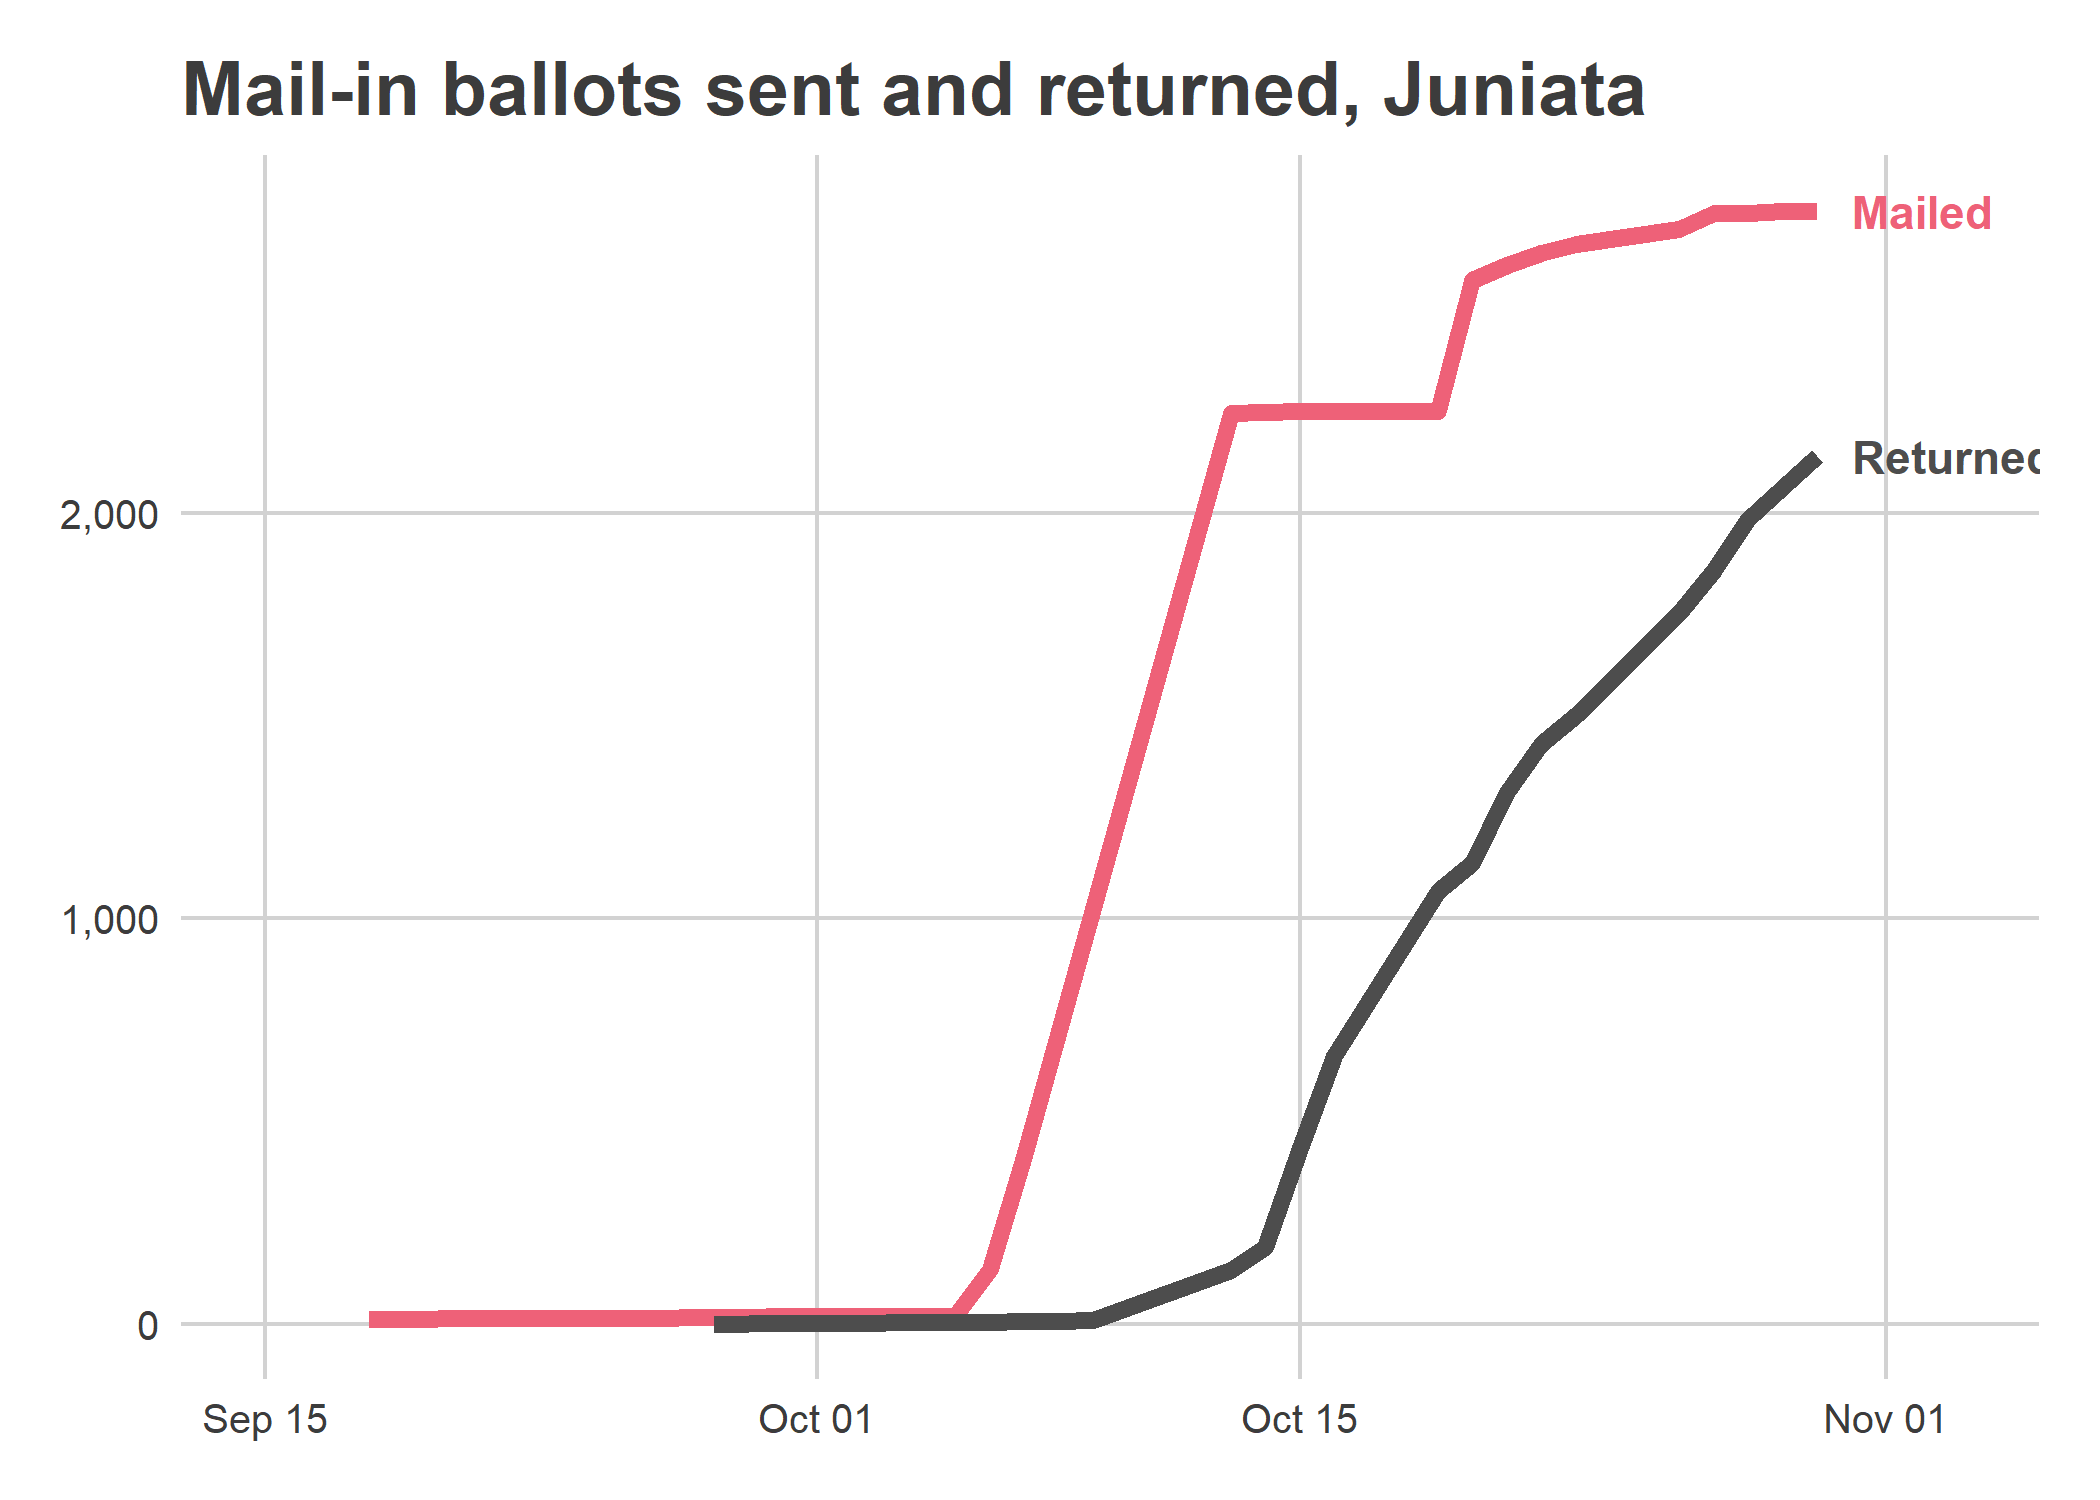 Mail-in ballots sent and returned, Juniata
Mailed
Returned
2,000
1,000
0
Sep 15
Oct 01
Oct 15
Nov 01